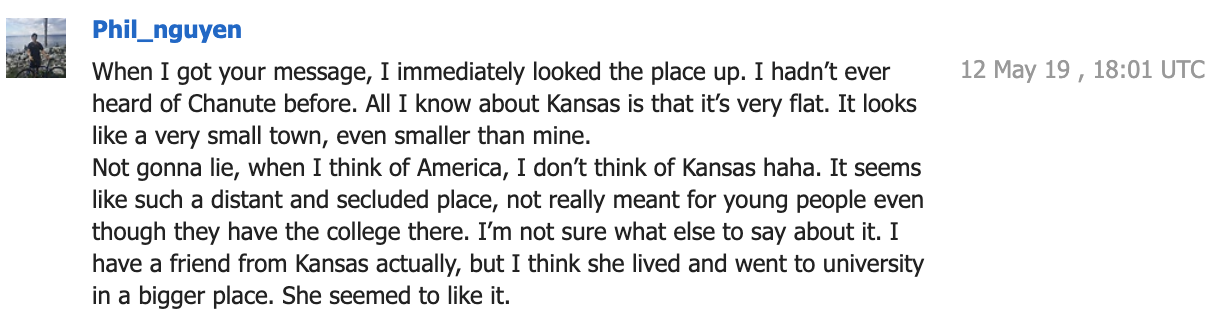 Phil_nguyen
When I got your message, I immediately looked the place up. I hadn’t ever
12 May 19 , 18:01 UTC
heard of Chanute before. All I know about Kansas is that it’s very flat. It looks
like a very small town, even smaller than mine.
Not gonna lie, when I think of America, I don’t think of Kansas haha. It seems
like such a distant and secluded place, not really meant for young people even
though they have the college there. I’m not sure what else to say about it. I
have a friend from Kansas actually, but I think she lived and went to university
in a bigger place. She seemed to like it.